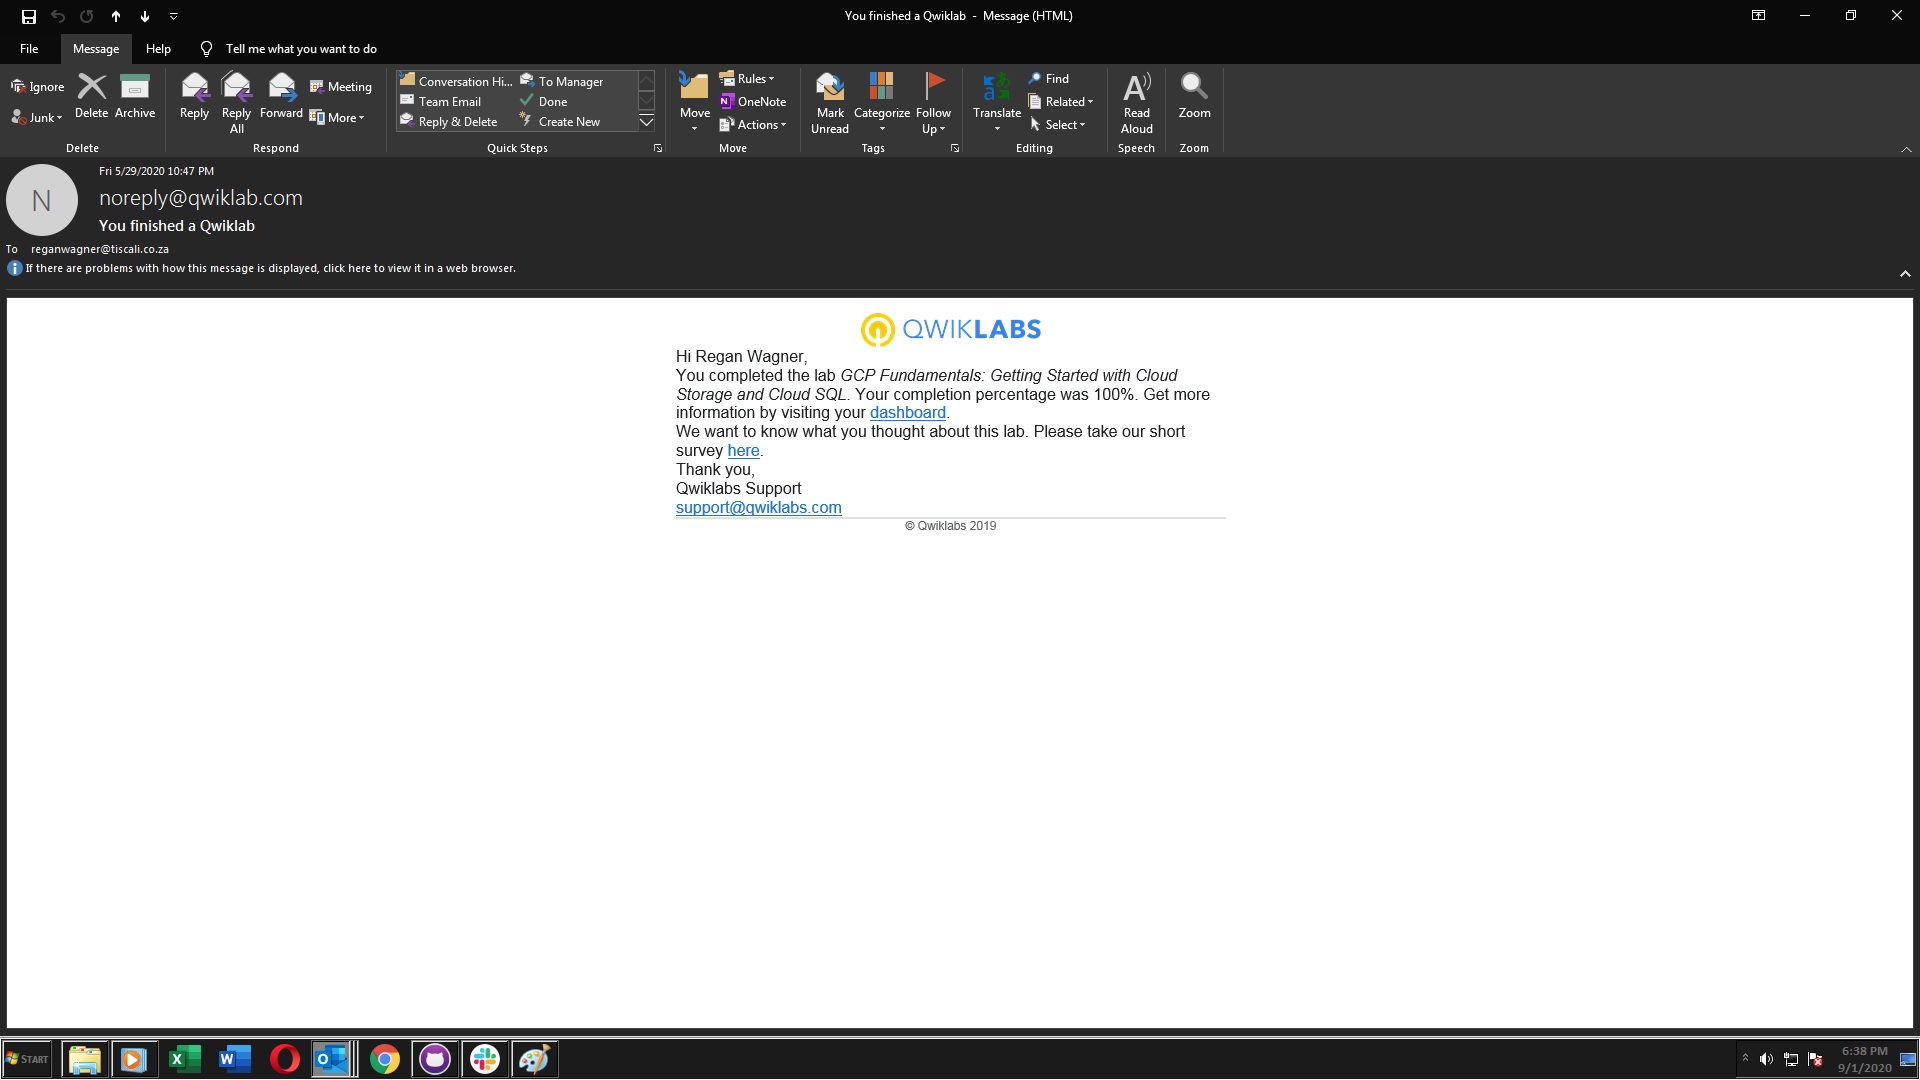 You finished a Qwiklab - Message (HTML)
File Message Help Tell me what you want to do
Ignore
Junk
Delete
Archive
Delete
Reply
Reply All
Forward
Meeting
More
Respond
Conversation Hi...
Team Email
Reply & Delete
To Manager
Done
Create New
Quick Steps
Move
Rules
OneNote
Actions
Move
Mark Unread
Categorize
Follow Up
Tags
Translate
Find
Related
Select
Editing
Read Aloud
Speech
Zoom
Zoom
N
Fri 5/29/2020 10:47 PM
noreply@qwiklab.com
You finished a Qwiklab
To reganwagner@tiscali.co.za
If there are problems with how this message is displayed, click here to view it in a web browser.
QWIKLABS
Hi Regan Wagner,
You completed the lab GCP Fundamentals: Getting Started with Cloud
Storage and Cloud SQL. Your completion percentage was 100%. Get more
information by visiting your dashboard.
We want to know what you thought about this lab. Please take our short
survey here.
Thank you,
Qwiklabs Support
support@qwiklabs.com
© Qwiklabs 2019
START
6:38 PM
9/1/2020